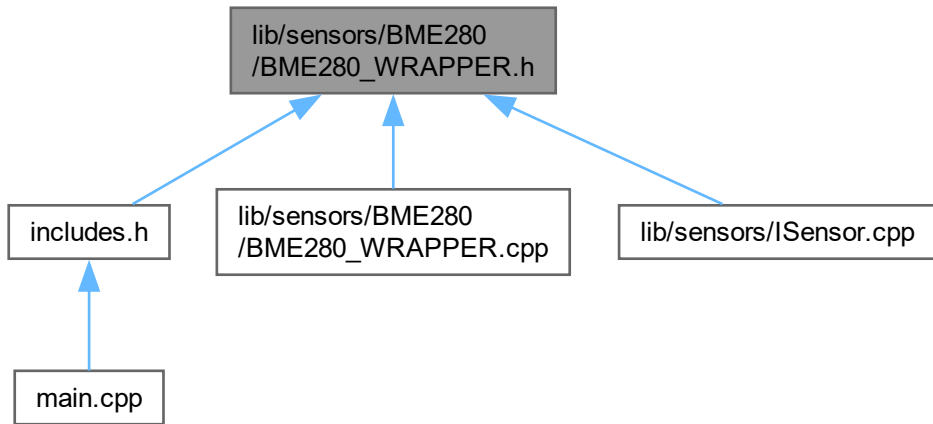 lib/sensors/BME280
/BME280_WRAPPER.h
includes.h
lib/sensors/BME280
/BME280_WRAPPER.cpp
lib/sensors/ISensor.cpp
main.cpp